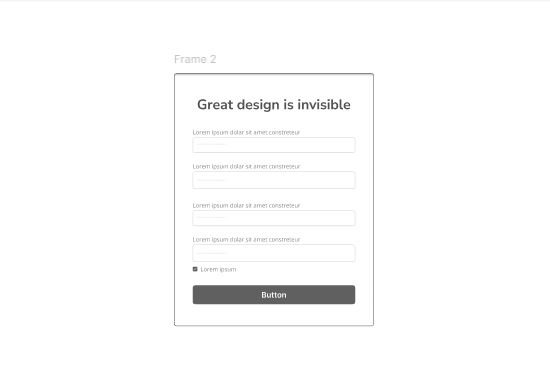 Frame 2
Great design is invisible
Lorem ipsum dolar sit amet constreteur
Lorem ipsum dolar sit amet constreteur
Lorem ipsum dolar sit amet constreteur
Lorem ipsum dolar sit amet constreteur
Lorem ipsum
Button